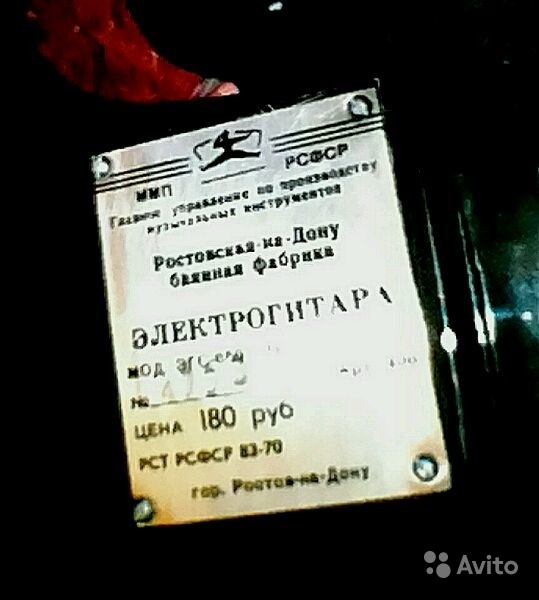 ММП РСФСР
Главное управление по производству
музыкальных инструментов
Ростовская-на-Дону
баянная фабрика
ЭЛЕКТРОГИТАРА
МОД
№
ЦЕНА 180 руб
РСТ РСФСР 83-70
гор. Ростов-на-Дону
Avito